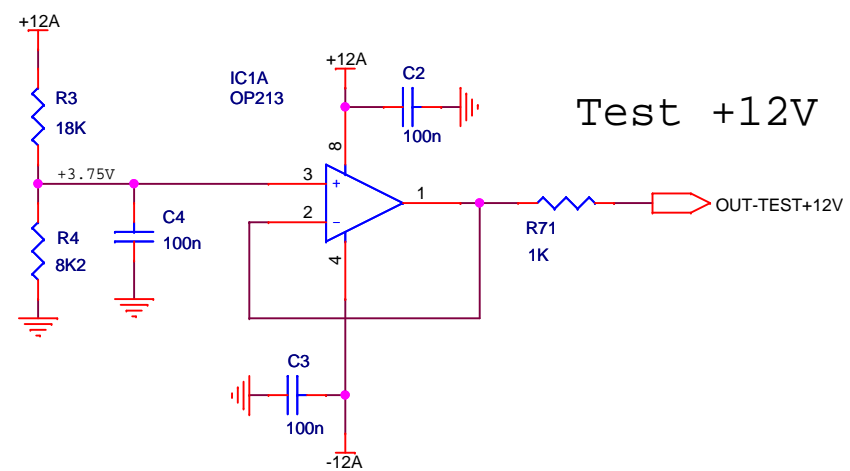 +12A
R3
18K
+3.75V
R4
8K2
C4
100n
IC1A
OP213
+12A
C2
100n
8
3
+
2
−
1
4
R71
1K
OUT-TEST+12V
Test +12V
C3
100n
-12A